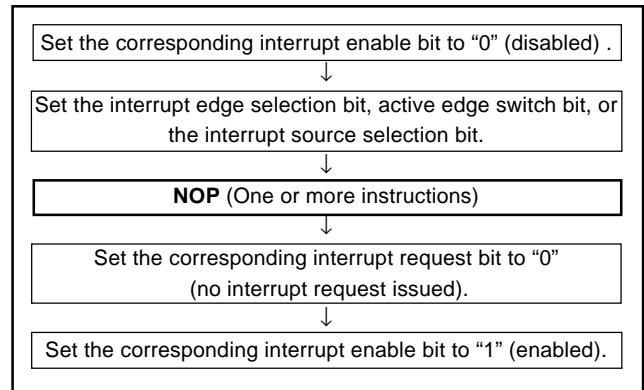 Set the corresponding interrupt enable bit to “0” (disabled) .
↓
Set the interrupt edge selection bit, active edge switch bit, or
the interrupt source selection bit.
↓
NOP (One or more instructions)
↓
Set the corresponding interrupt request bit to “0”
(no interrupt request issued).
↓
Set the corresponding interrupt enable bit to “1” (enabled).